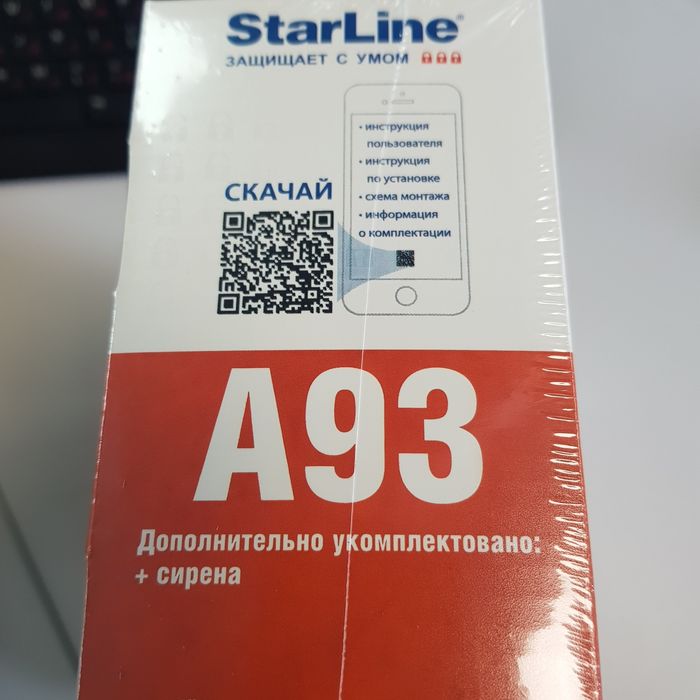 StarLine®
ЗАЩИЩАЕТ С УМОМ
• инструкция
пользователя
• инструкция
по установке
• схема монтажа
• информация
о комплектации
СКАЧАЙ
A93
Дополнительно укомплектовано:
+ сирена